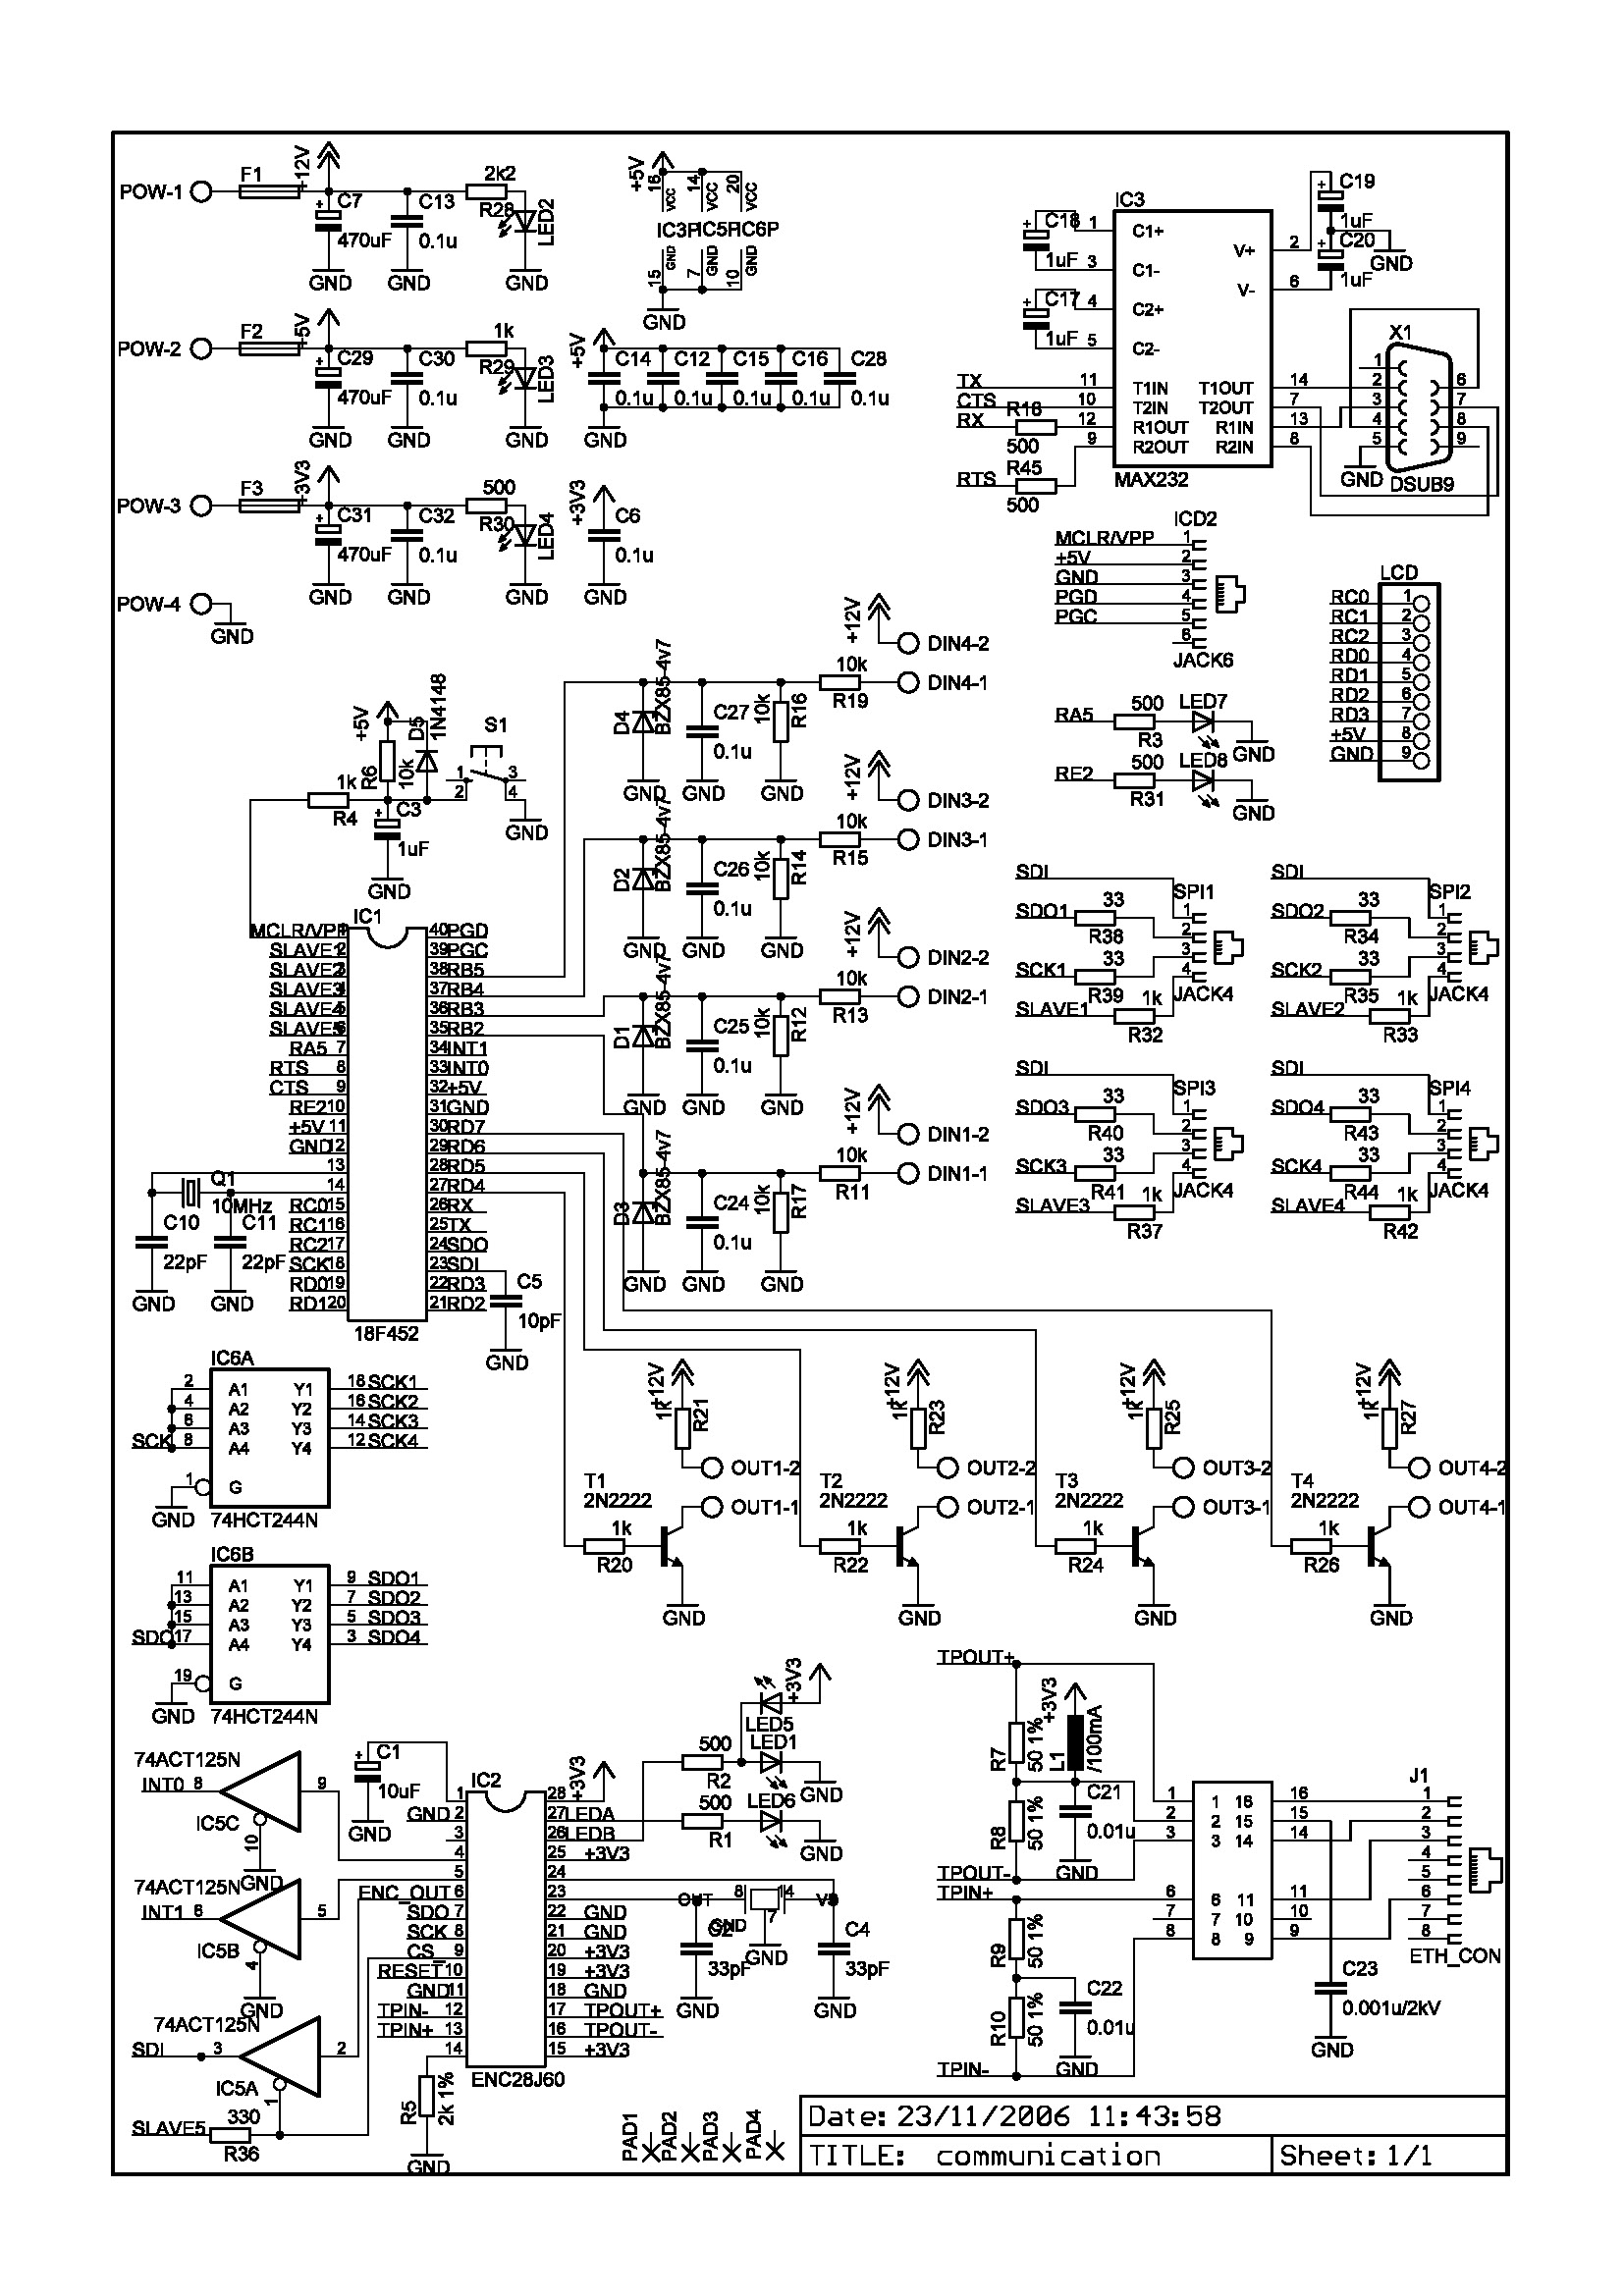 POW-1
F1
+12V
C7
470uF
GND
C13
0.1u
GND
2k2
R28
LED2
GND
+5V
16 VCC
14 VCC
20 VCC
IC3P IC5P IC6P
15 GND
7 GND
10 GND
GND
POW-2
F2
+5V
C29
470uF
GND
C30
0.1u
GND
1k
R29
LED3
GND
+5V
C14 C12 C15 C16 C28
0.1u 0.1u 0.1u 0.1u 0.1u
GND
POW-3
F3
+3V3
C31
470uF
GND
C32
0.1u
GND
500
R30
LED4
GND
+3V3
C6
0.1u
GND
POW-4
GND
IC3
C18
1uF
C17
1uF
1 C1+
3 C1-
4 C2+
5 C2-
V+ 2
V- 6
C19
1uF
C20
1uF
GND
TX 11 T1IN T1OUT 14
CTS 10 T2IN T2OUT 7
RX 12 R1OUT R1IN 13
9 R2OUT R2IN 8
500
RTS R45
500
MAX232
X1
1
2
3
4
5
6
7
8
9
GND
DSUB9
ICD2
MCLR/VPP 1
+5V 2
GND 3
PGD 4
PGC 5
6
JACK6
LCD
RC0 1
RC1 2
RC2 3
RD0 4
RD1 5
RD2 6
RD3 7
+5V 8
GND 9
RA5 500 LED7
R3
GND
RE2 500 LED8
R31
GND
+12V
DIN4-2
10k
R19
DIN4-1
D4
BZX85-4v7
C27
0.1u
10k
R16
GND GND GND
+12V
DIN3-2
10k
R15
DIN3-1
D2
BZX85-4v7
C26
0.1u
10k
R14
GND GND GND
+12V
DIN2-2
10k
R13
DIN2-1
D1
BZX85-4v7
C25
0.1u
10k
R12
GND GND GND
+12V
DIN1-2
10k
R11
DIN1-1
D3
BZX85-4v7
C24
0.1u
10k
R17
GND GND GND
+5V
D5
1N4148
R6
10k
S1
1 3
2 4
GND
1k
R4
C3
1uF
GND
IC1
MCLR/VPP 1
SLAVE1 2
SLAVE2 3
SLAVE3 4
SLAVE4 5
SLAVE5 6
RA5 7
RTS 8
CTS 9
RE2 10
+5V 11
GND 12
13
14
RC0 15
RC1 16
RC2 17
SCK 18
RD0 19
RD1 20
40 PGD
39 PGC
38 RB5
37 RB4
36 RB3
35 RB2
34 INT1
33 INT0
32 +5V
31 GND
30 RD7
29 RD6
28 RD5
27 RD4
26 RX
25 TX
24 SDO
23 SDI
22 RD3
21 RD2
18F452
Q1
10MHz
C10
22pF
GND
C11
22pF
GND
C5
10pF
GND
SDI
SPI1
SDO1 33
R38
SCK1 33
R39
SLAVE1 1k
R32
1
2
3
4
JACK4
SDI
SPI2
SDO2 33
R34
SCK2 33
R35
SLAVE2 1k
R33
1
2
3
4
JACK4
SDI
SPI3
SDO3 33
R40
SCK3 33
R41
SLAVE3 1k
R37
1
2
3
4
JACK4
SDI
SPI4
SDO4 33
R43
SCK4 33
R44
SLAVE4 1k
R42
1
2
3
4
JACK4
IC6A
2 A1 Y1 18 SCK1
4 A2 Y2 16 SCK2
6 A3 Y3 14 SCK3
SCK 8 A4 Y4 12 SCK4
1 G
GND
74HCT244N
IC6B
11 A1 Y1 9 SDO1
13 A2 Y2 7 SDO2
15 A3 Y3 5 SDO3
SDO 17 A4 Y4 3 SDO4
19 G
GND
74HCT244N
+12V
1k
R21
OUT1-2
OUT1-1
T1
2N2222
1k
R20
GND
+12V
1k
R23
OUT2-2
OUT2-1
T2
2N2222
1k
R22
GND
+12V
1k
R25
OUT3-2
OUT3-1
T3
2N2222
1k
R24
GND
+12V
1k
R27
OUT4-2
OUT4-1
T4
2N2222
1k
R26
GND
74ACT125N
INT0 8 9
IC5C
10
GND
74ACT125N
INT1 6 5
IC5B
4
GND
74ACT125N
SDI 3 2
IC5A
1
SLAVE5 330
R36
C1
10uF
GND
IC2
1
GND 2
3
4
5
ENC_OUT 6
SDO 7
SCK 8
CS_ 9
RESET 10
GND 11
TPIN- 12
TPIN+ 13
14
28 +3V3
27 LEDA
26 LEDB
25 +3V3
24
23
22 GND
21 GND
20 +3V3
19 +3V3
18 GND
17 TPOUT+
16 TPOUT-
15 +3V3
ENC28J60
R5
2k 1%
GND
+3V3
LED5
500
R2
LED1
GND
500
R1
LED6
GND
OUT 8 14
GND 7
GND
C2
33pF
GND
C4
33pF
GND
TPOUT+
R7
50 1%
+3V3
L1
/100mA
R8
50 1%
C21
0.01u
GND
TPOUT-
TPIN+
R9
50 1%
R10
50 1%
C22
0.01u
GND
TPIN-
1 1 16 16
2 2 15 15
3 3 14 14
6 6 11 11
7 7 10 10
8 8 9 9
J1
1
2
3
4
5
6
7
8
ETH_CON
C23
0.001u/2kV
GND
PAD1 PAD2 PAD3 PAD4
Date: 23/11/2006 11:43:58
TITLE: communication
Sheet: 1/1